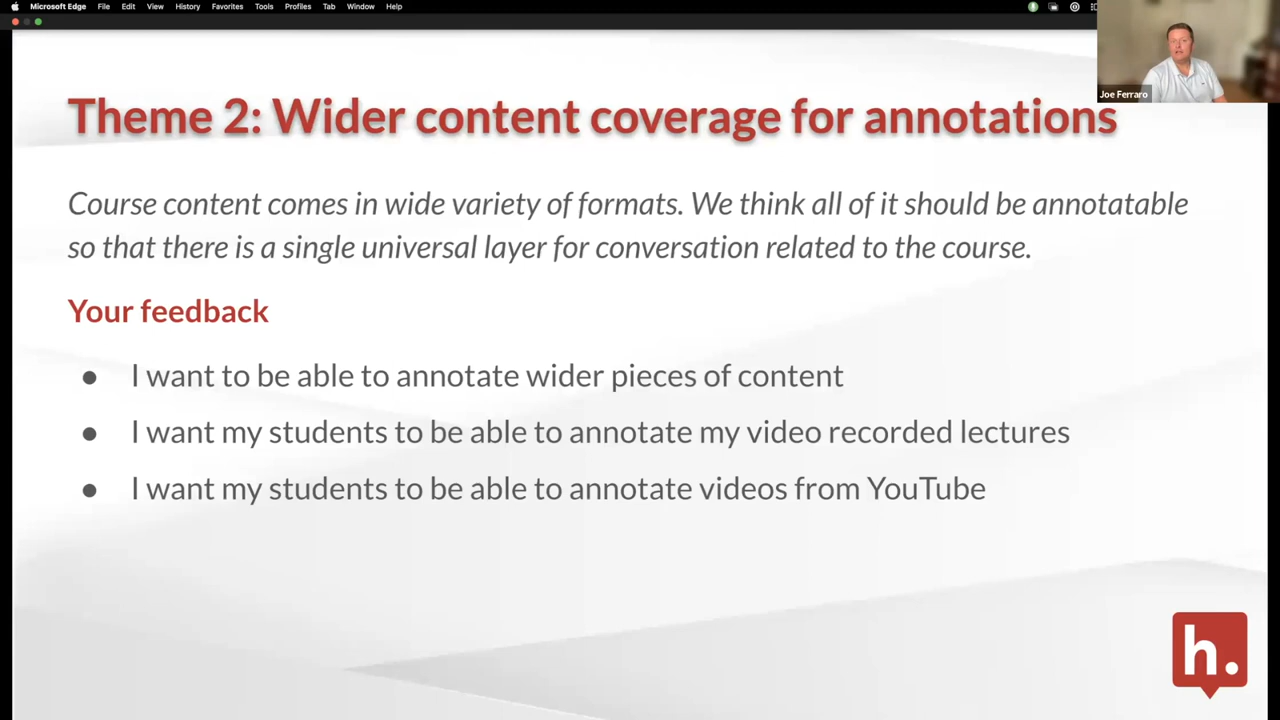 Microsoft Edge File Edit View History Favorites Tools Profiles Tab Window Help
Joe Ferraro
Theme 2: Wider content coverage for annotations
Course content comes in wide variety of formats. We think all of it should be annotatable
so that there is a single universal layer for conversation related to the course.
Your feedback
● I want to be able to annotate wider pieces of content
● I want my students to be able to annotate my video recorded lectures
● I want my students to be able to annotate videos from YouTube
h.